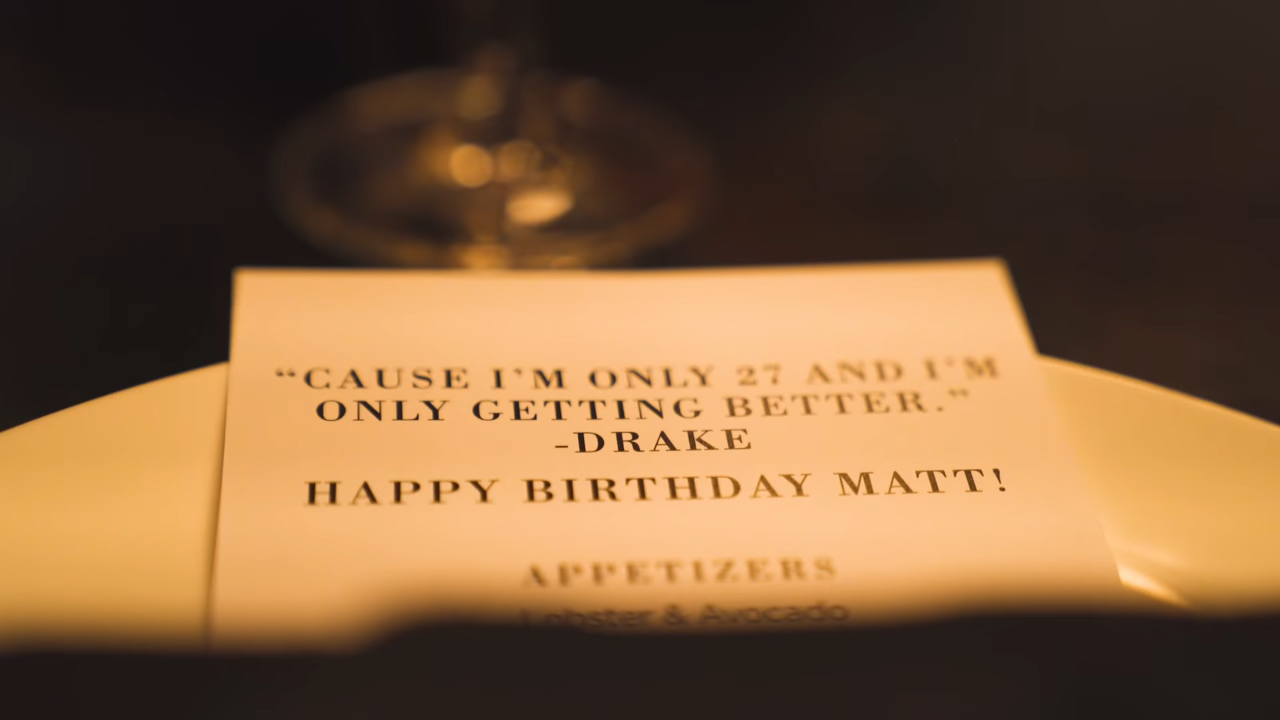 “CAUSE I’M ONLY 27 AND I’M
ONLY GETTING BETTER.”
-DRAKE
HAPPY BIRTHDAY MATT!
APPETIZERS
Lobster & Avocado